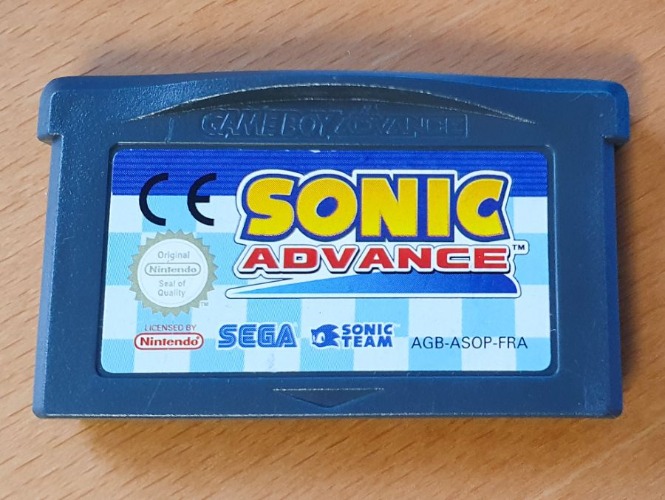 GAME BOY ADVANCE
CE
SONIC
ADVANCE™
Original
Nintendo
Seal of
Quality
LICENSED BY
Nintendo
SEGA
SONIC
TEAM
AGB-ASOP-FRA